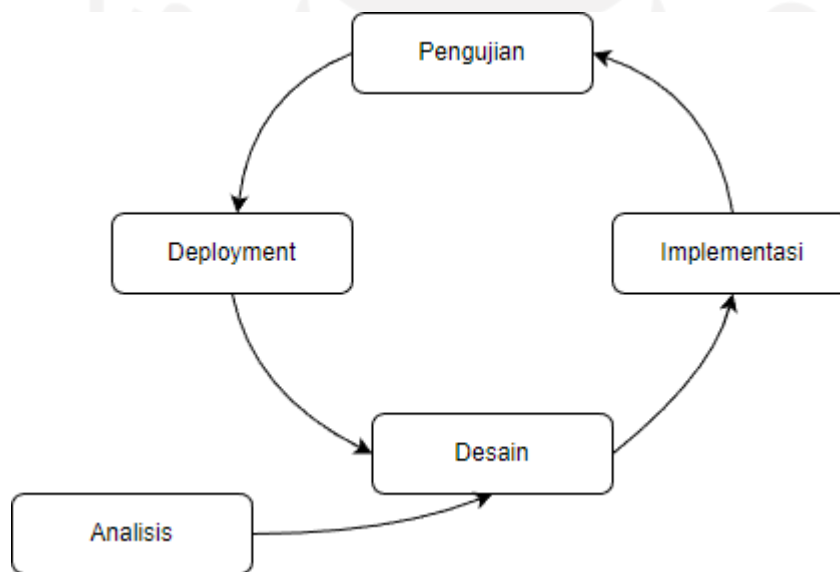 Pengujian
Deployment
Implementasi
Desain
Analisis